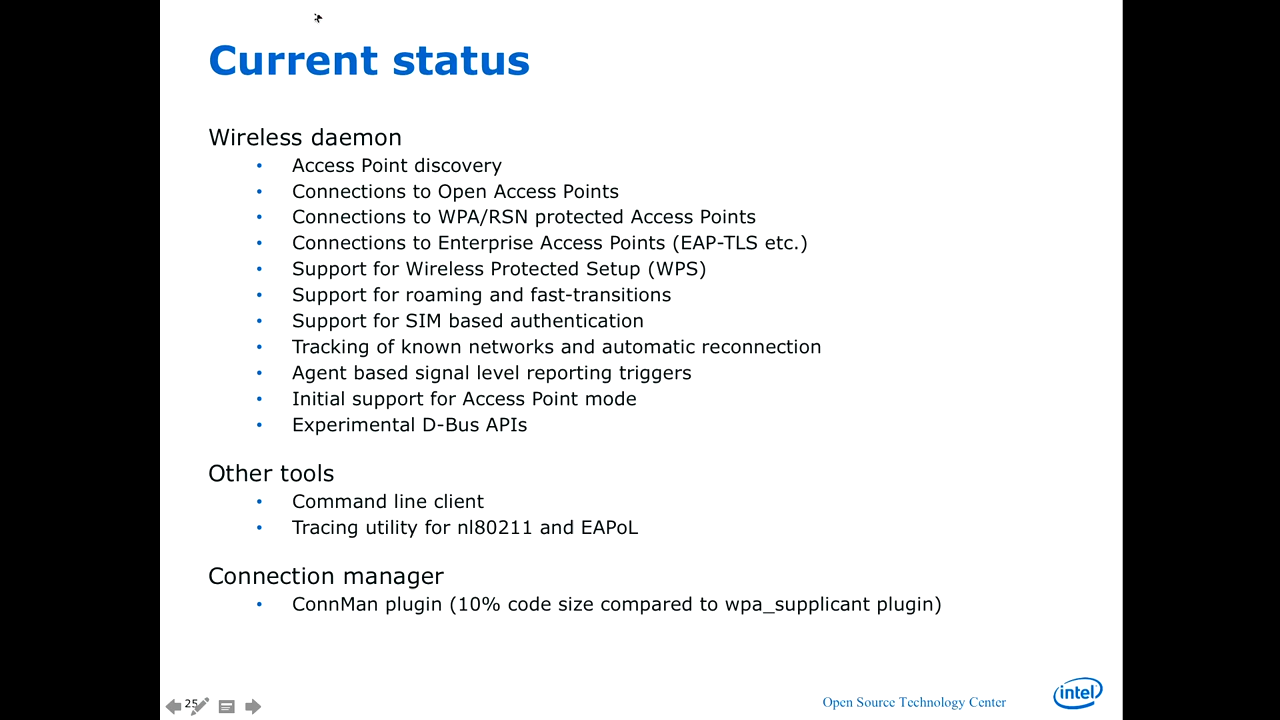 Current status
Wireless daemon
• Access Point discovery
• Connections to Open Access Points
• Connections to WPA/RSN protected Access Points
• Connections to Enterprise Access Points (EAP-TLS etc.)
• Support for Wireless Protected Setup (WPS)
• Support for roaming and fast-transitions
• Support for SIM based authentication
• Tracking of known networks and automatic reconnection
• Agent based signal level reporting triggers
• Initial support for Access Point mode
• Experimental D-Bus APIs
Other tools
• Command line client
• Tracing utility for nl80211 and EAPoL
Connection manager
• ConnMan plugin (10% code size compared to wpa_supplicant plugin)
25
Open Source Technology Center
intel